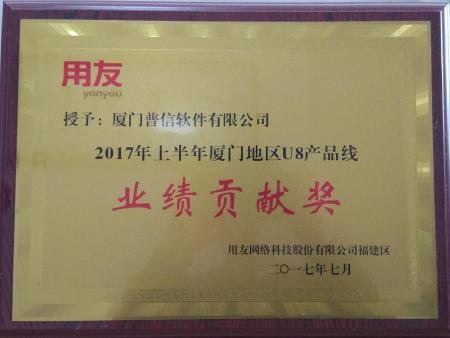 用友
yonyou
授予：厦门普信软件有限公司
2017年上半年厦门地区U8产品线
业绩贡献奖
用友网络科技股份有限公司福建区
二〇一七年七月